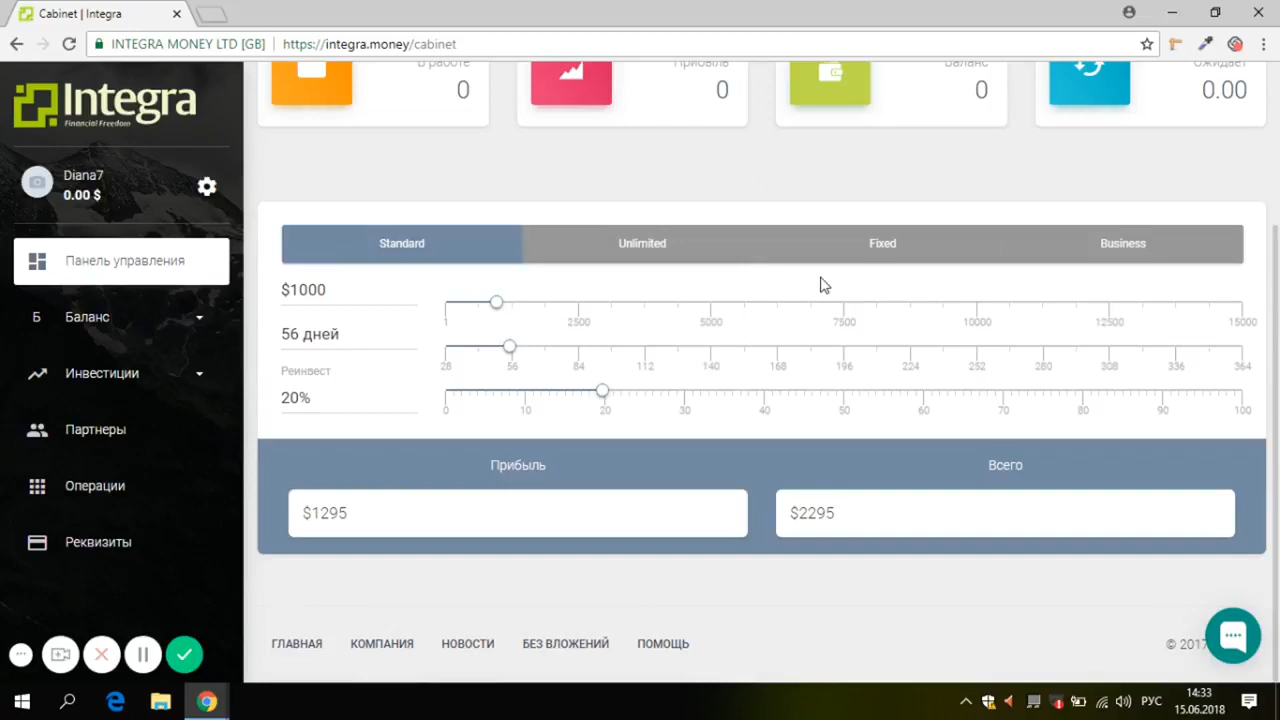 Cabinet | Integra
INTEGRA MONEY LTD [GB] https://integra.money/cabinet
Integra
Financial Freedom
Diana7
0.00 $
Панель управления
Б Баланс
Инвестиции
Партнеры
Операции
Реквизиты
В работе
0
Прибыль
0
Баланс
0
Ожидает
0.00
Standard Unlimited Fixed Business
$1000
1 2500 5000 7500 10000 12500 15000
56 дней
28 56 84 112 140 168 196 224 252 280 308 336 364
Реинвест
20%
0 10 20 30 40 50 60 70 80 90 100
Прибыль
$1295
Всего
$2295
ГЛАВНАЯ КОМПАНИЯ НОВОСТИ БЕЗ ВЛОЖЕНИЙ ПОМОЩЬ
© 2017
РУС
14:33
15.06.2018